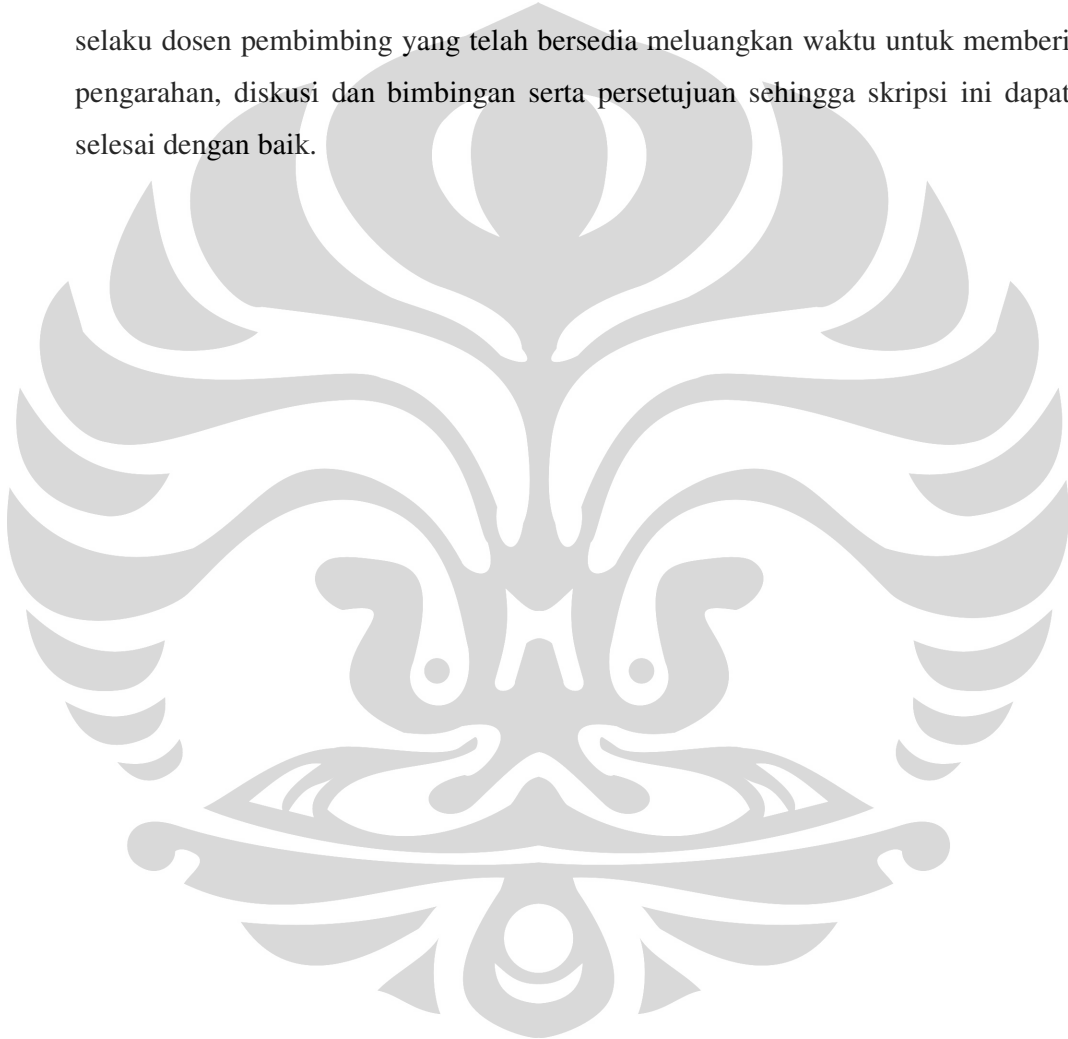 selaku dosen pembimbing yang telah bersedia meluangkan waktu untuk memberi
pengarahan, diskusi dan bimbingan serta persetujuan sehingga skripsi ini dapat
selesai dengan baik.